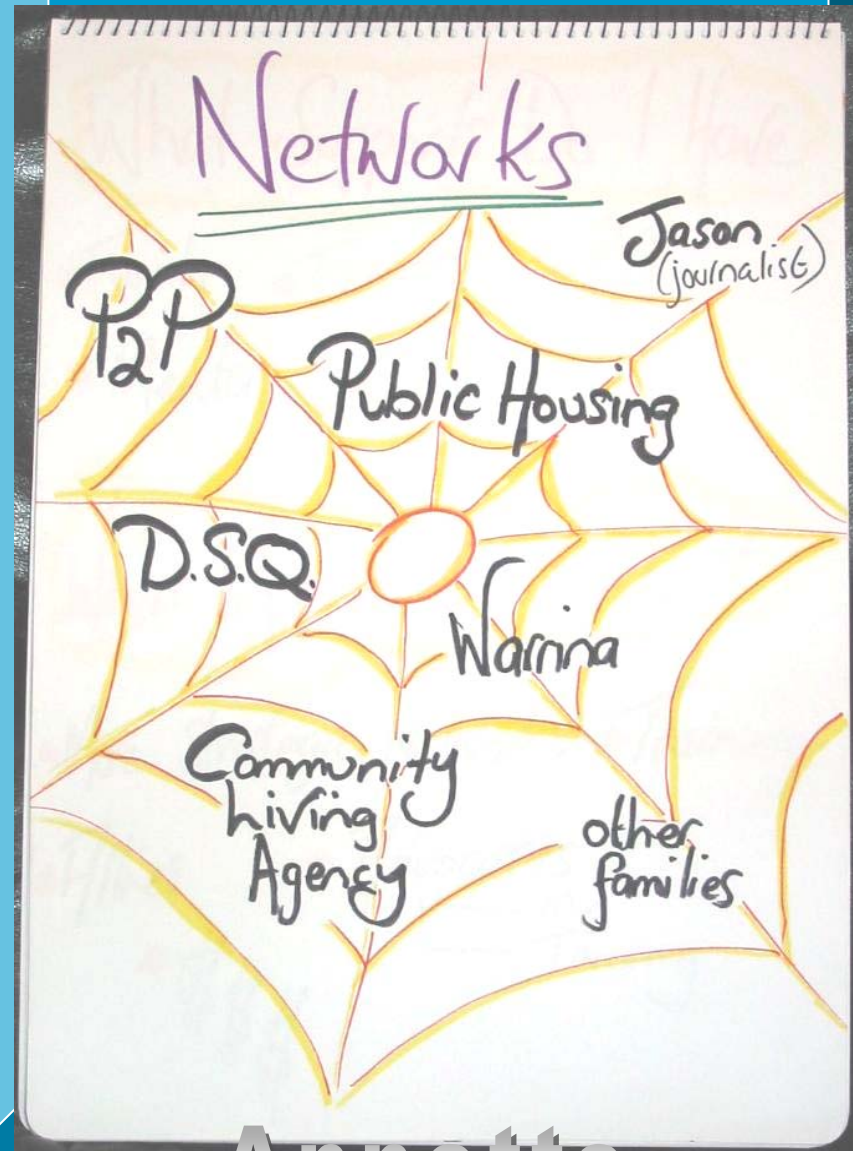 Networks
Jason
(journalist)
P2P
Public Housing
D.S.Q.
Warrina
Community
Living
Agency
other
families